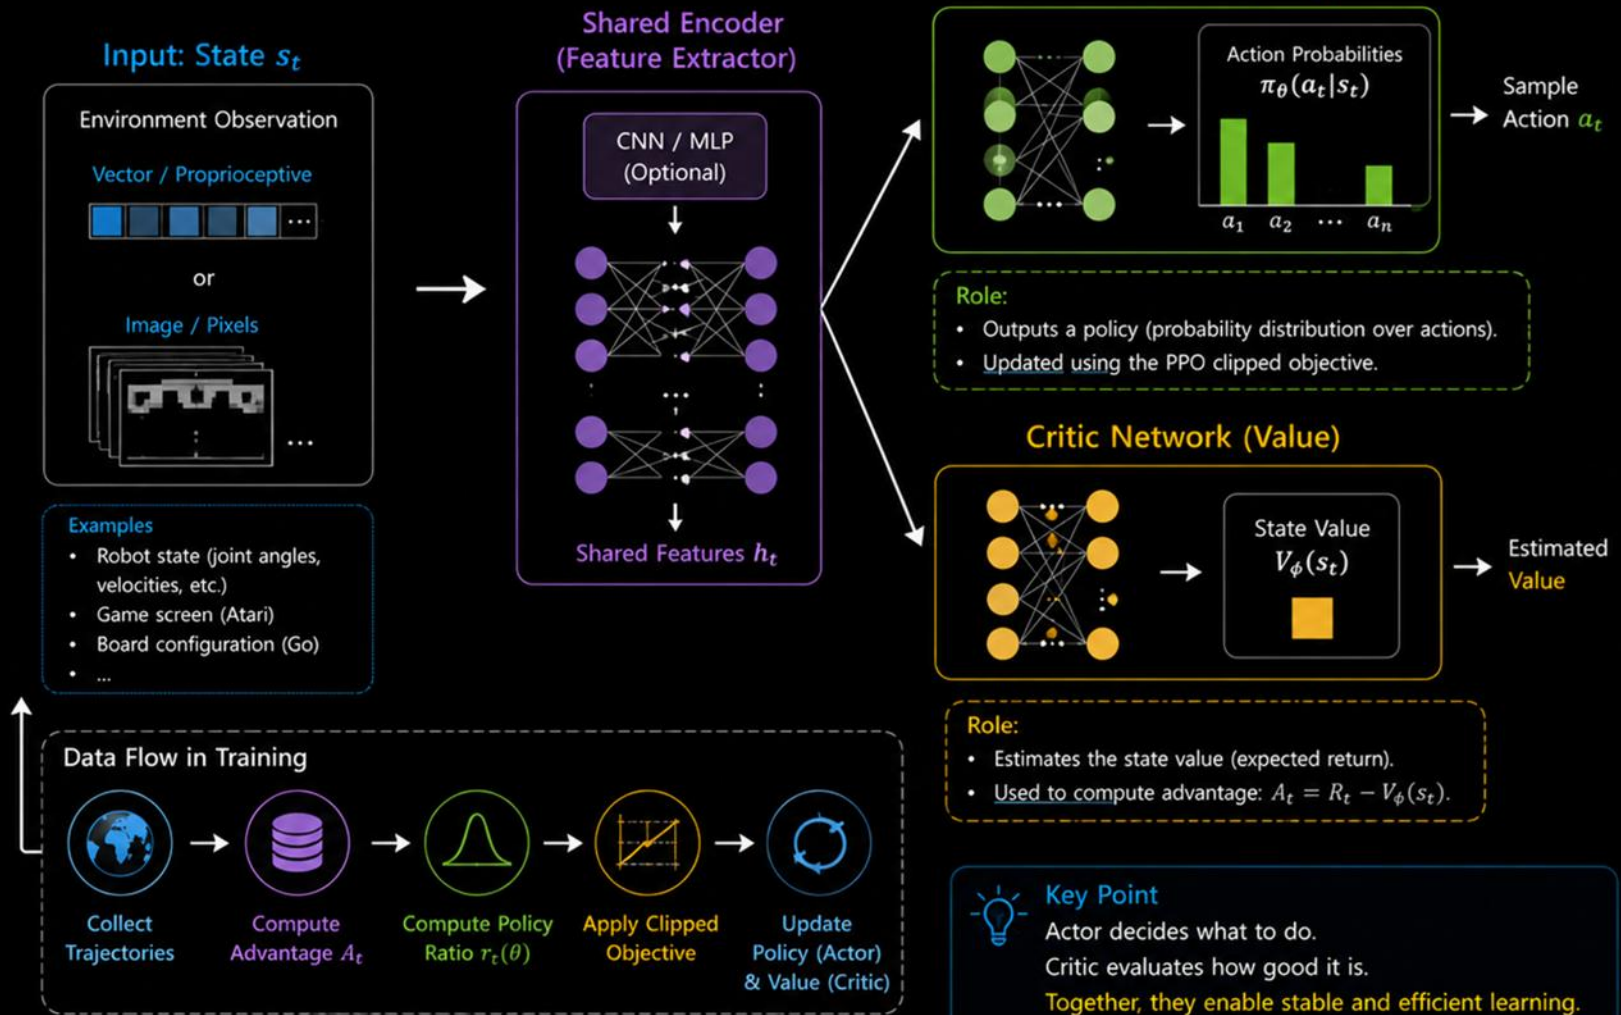 Input: State s_t
Environment Observation
Vector / Proprioceptive
...
or
Image / Pixels
...
Examples
• Robot state (joint angles,
velocities, etc.)
• Game screen (Atari)
• Board configuration (Go)
• ...
Shared Encoder
(Feature Extractor)
CNN / MLP
(Optional)
Shared Features h_t
Action Probabilities
π_θ(a_t|s_t)
a_1 a_2 ... a_n
Sample
Action a_t
Role:
• Outputs a policy (probability distribution over actions).
• Updated using the PPO clipped objective.
Critic Network (Value)
State Value
V_ϕ(s_t)
Estimated
Value
Role:
• Estimates the state value (expected return).
• Used to compute advantage: A_t = R_t − V_ϕ(s_t).
Data Flow in Training
Collect
Trajectories
Compute
Advantage A_t
Compute Policy
Ratio r_t(θ)
Apply Clipped
Objective
Update
Policy (Actor)
& Value (Critic)
Key Point
Actor decides what to do.
Critic evaluates how good it is.
Together, they enable stable and efficient learning.